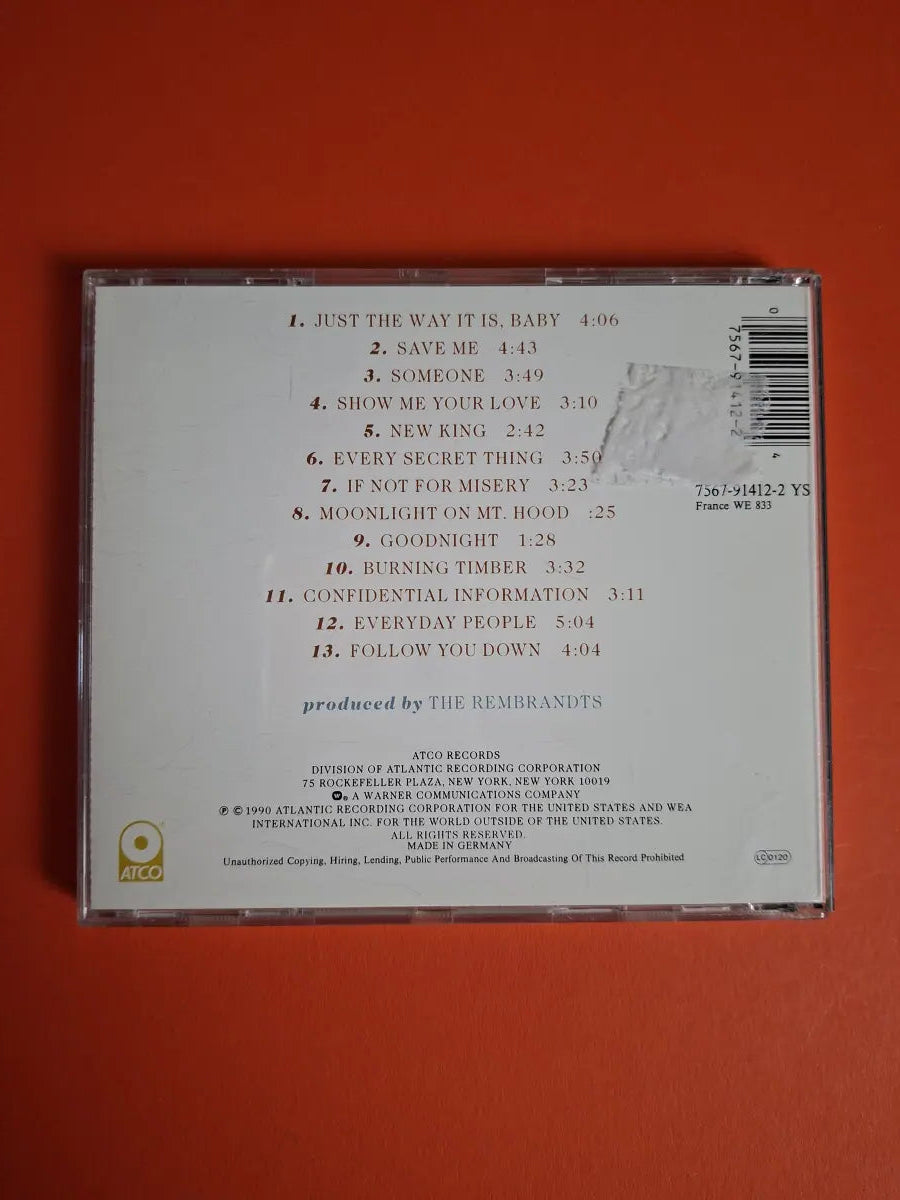 1. JUST THE WAY IT IS, BABY 4:06
2. SAVE ME 4:43
3. SOMEONE 3:49
4. SHOW ME YOUR LOVE 3:10
5. NEW KING 2:42
6. EVERY SECRET THING 3:50
7. IF NOT FOR MISERY 3:23
8. MOONLIGHT ON MT. HOOD :25
9. GOODNIGHT 1:28
10. BURNING TIMBER 3:32
11. CONFIDENTIAL INFORMATION 3:11
12. EVERYDAY PEOPLE 5:04
13. FOLLOW YOU DOWN 4:04
0
7567-91412-2
4
7567-91412-2 YS
France WE 833
produced by THE REMBRANDTS
ATCO RECORDS
DIVISION OF ATLANTIC RECORDING CORPORATION
75 ROCKEFELLER PLAZA, NEW YORK, NEW YORK 10019
W® A WARNER COMMUNICATIONS COMPANY
℗ © 1990 ATLANTIC RECORDING CORPORATION FOR THE UNITED STATES AND WEA
INTERNATIONAL INC. FOR THE WORLD OUTSIDE OF THE UNITED STATES.
ALL RIGHTS RESERVED.
MADE IN GERMANY
Unauthorized Copying, Hiring, Lending, Public Performance And Broadcasting Of This Record Prohibited
ATCO
LC 0120